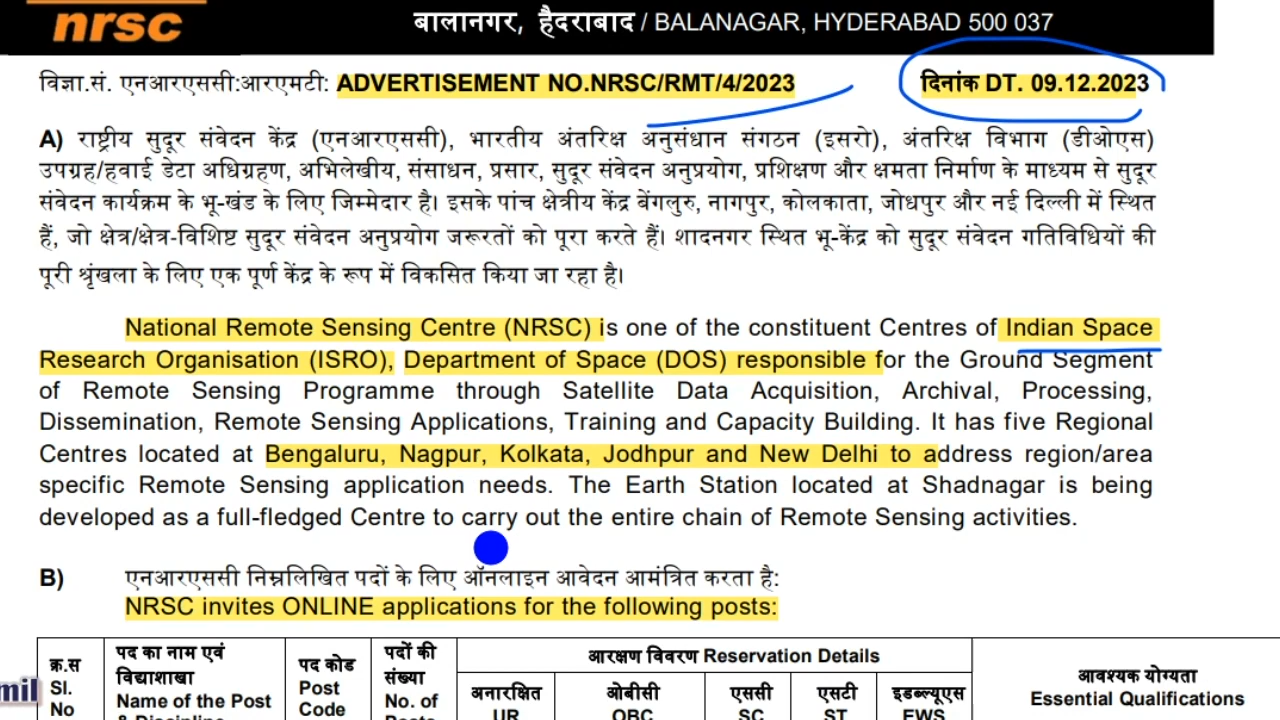 nrsc
बालानगर, हैदराबाद / BALANAGAR, HYDERABAD 500 037
विज्ञा.सं. एनआरएससी:आरएमटी: ADVERTISEMENT NO.NRSC/RMT/4/2023 दिनांक DT. 09.12.2023
A) राष्ट्रीय सुदूर संवेदन केंद्र (एनआरएससी), भारतीय अंतरिक्ष अनुसंधान संगठन (इसरो), अंतरिक्ष विभाग (डीओएस)
उपग्रह/हवाई डेटा अधिग्रहण, अभिलेखीय, संसाधन, प्रसार, सुदूर संवेदन अनुप्रयोग, प्रशिक्षण और क्षमता निर्माण के माध्यम से सुदूर
संवेदन कार्यक्रम के भू-खंड के लिए जिम्मेदार है। इसके पांच क्षेत्रीय केंद्र बेंगलुरु, नागपुर, कोलकाता, जोधपुर और नई दिल्ली में स्थित
हैं, जो क्षेत्र/क्षेत्र-विशिष्ट सुदूर संवेदन अनुप्रयोग जरूरतों को पूरा करते हैं। शादनगर स्थित भू-केंद्र को सुदूर संवेदन गतिविधियों की
पूरी श्रृंखला के लिए एक पूर्ण केंद्र के रूप में विकसित किया जा रहा है।
National Remote Sensing Centre (NRSC) is one of the constituent Centres of Indian Space
Research Organisation (ISRO), Department of Space (DOS) responsible for the Ground Segment
of Remote Sensing Programme through Satellite Data Acquisition, Archival, Processing,
Dissemination, Remote Sensing Applications, Training and Capacity Building. It has five Regional
Centres located at Bengaluru, Nagpur, Kolkata, Jodhpur and New Delhi to address region/area
specific Remote Sensing application needs. The Earth Station located at Shadnagar is being
developed as a full-fledged Centre to carry out the entire chain of Remote Sensing activities.
B) एनआरएससी निम्नलिखित पदों के लिए ऑनलाइन आवेदन आमंत्रित करता है:
NRSC invites ONLINE applications for the following posts:
क्र.स
Sl.
No
पद का नाम एवं
विद्याशाखा
Name of the Post
& Discipline
पद कोड
Post
Code
पदों की
संख्या
No. of
Posts
आरक्षण विवरण Reservation Details
अनारक्षित
UR
ओबीसी
OBC
एससी
SC
एसटी
ST
इडब्ल्यूएस
EWS
आवश्यक योग्यता
Essential Qualifications